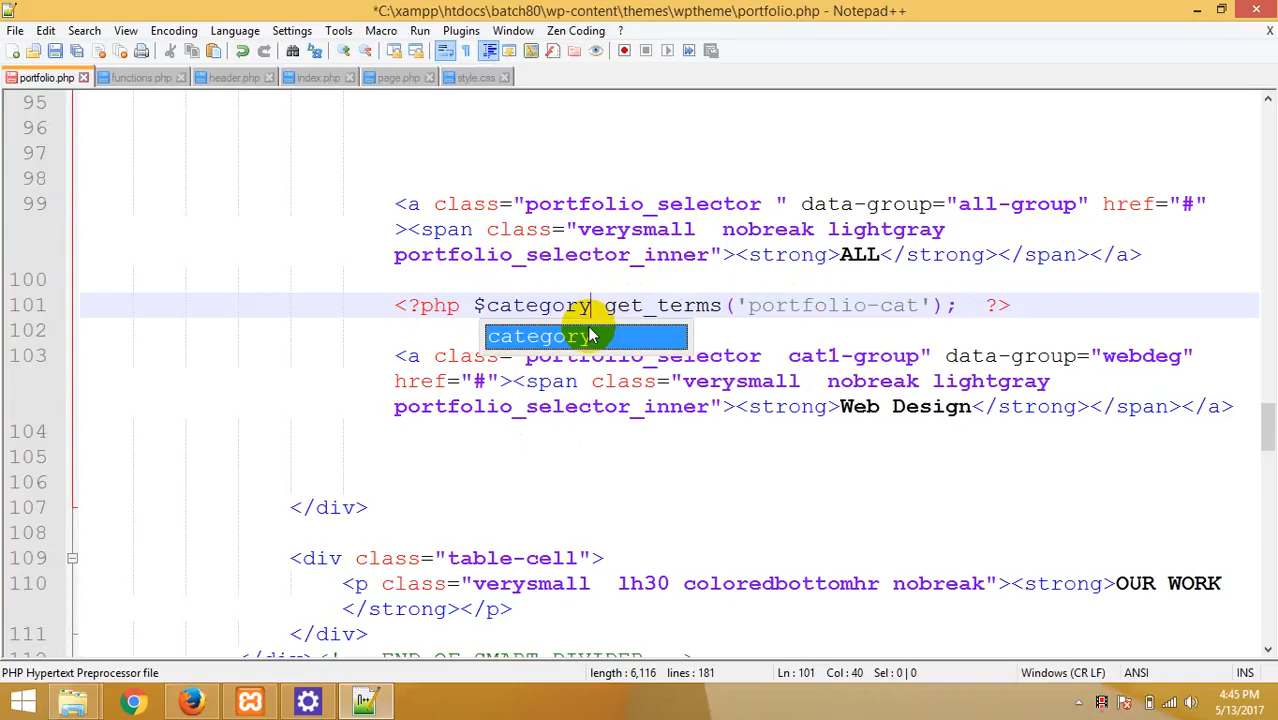 *C:\xampp\htdocs\batch80\wp-content\themes\wptheme\portfolio.php - Notepad++
File Edit Search View Encoding Language Settings Tools Macro Run Plugins Window Zen Coding ? X
portfolio.php functions.php header.php index.php page.php style.css
95
96
97
98
99 <a class="portfolio_selector " data-group="all-group" href="#"
><span class="verysmall  nobreak lightgray
portfolio_selector_inner"><strong>ALL</strong></span></a>
100
101 <?php $category get_terms('portfolio-cat');  ?>
102 category
103 <a class="portfolio_selector  cat1-group" data-group="webdeg"
href="#"><span class="verysmall  nobreak lightgray
portfolio_selector_inner"><strong>Web Design</strong></span></a>
104
105
106
107 </div>
108
109 <div class="table-cell">
110 <p class="verysmall  lh30 coloredbottomhr nobreak"><strong>OUR WORK
</strong></p>
111 </div>
PHP Hypertext Preprocessor file length : 6,116 lines : 181 Ln : 101 Col : 40 Sel : 0 | 0 Windows (CR LF) ANSI INS
4:45 PM
5/13/2017